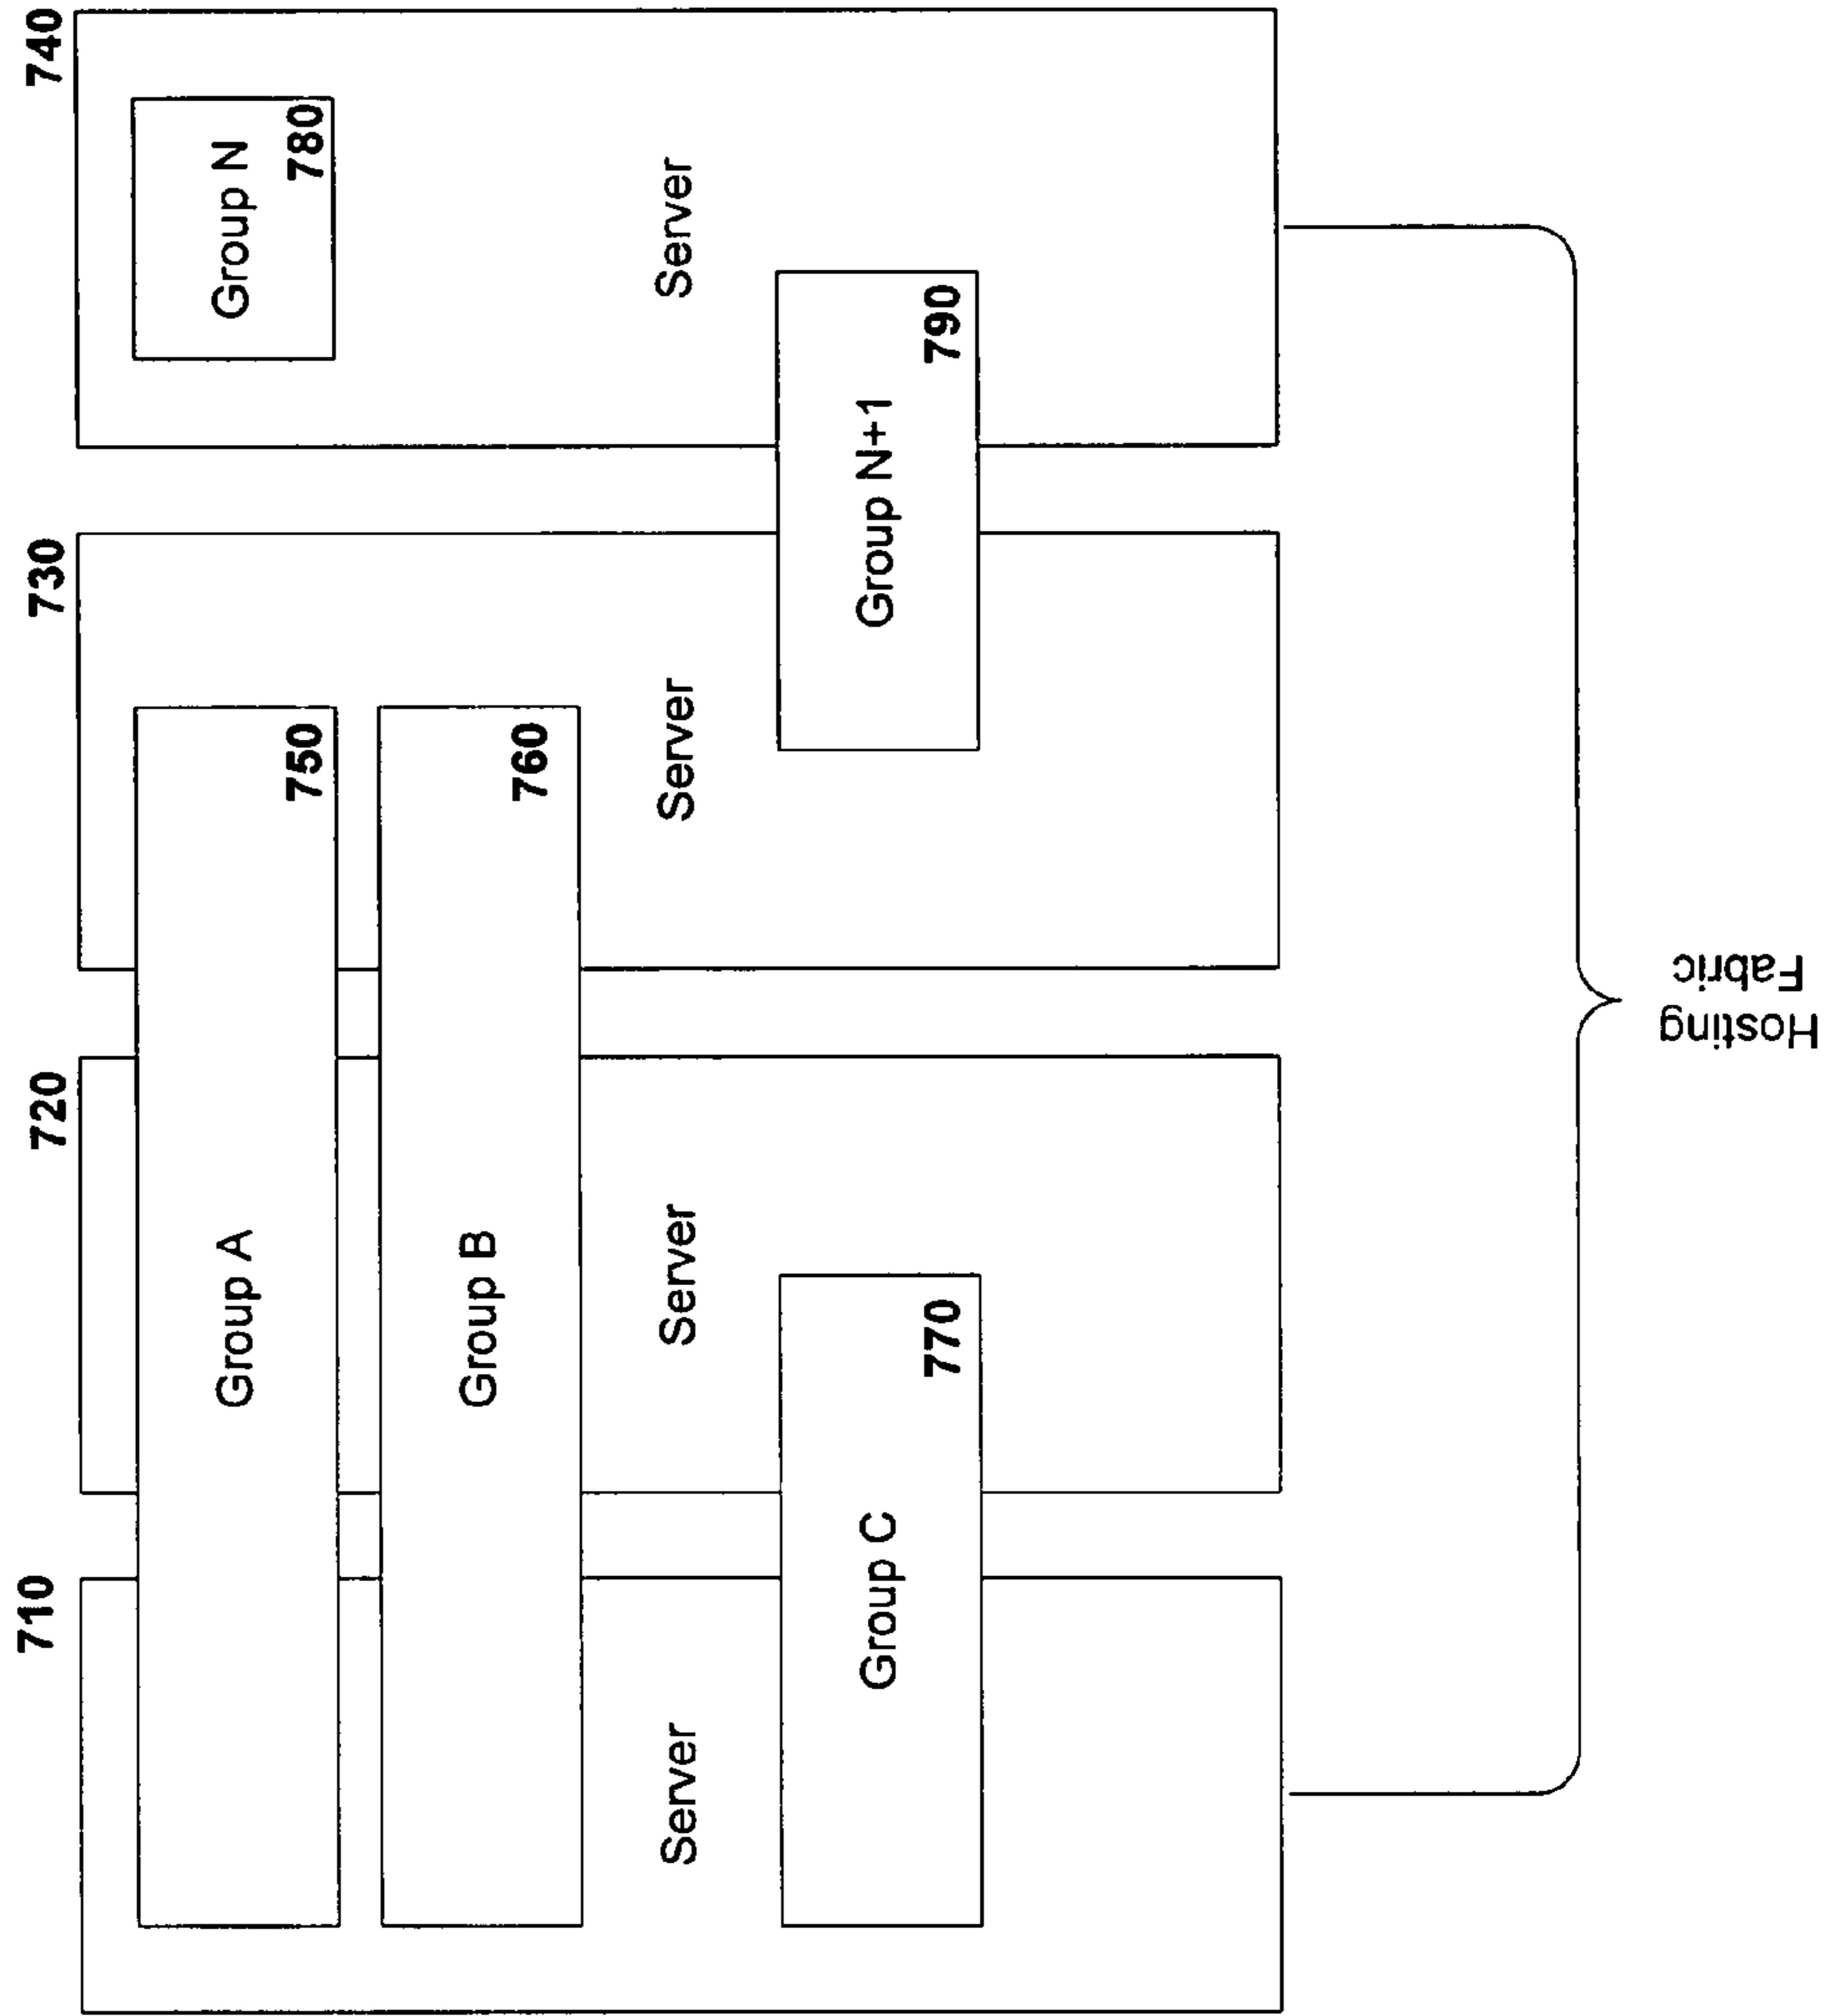 710
720
730
740
Group A
750
Group N
780
Group B
760
Server
Server
Server
Server
Group C
770
Group N+1
790
Hosting
Fabric